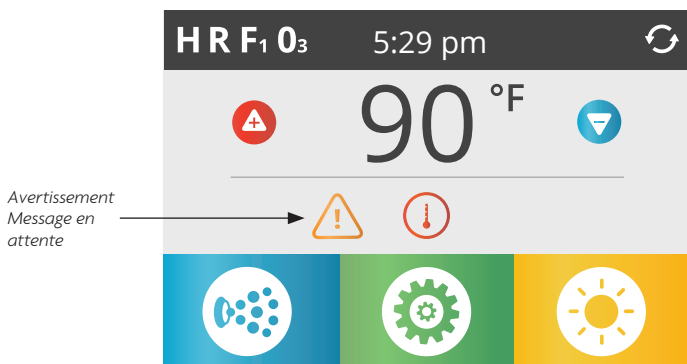 H R F₁ 0₃ 5:29 pm
90 °F
Avertissement
Message en
attente